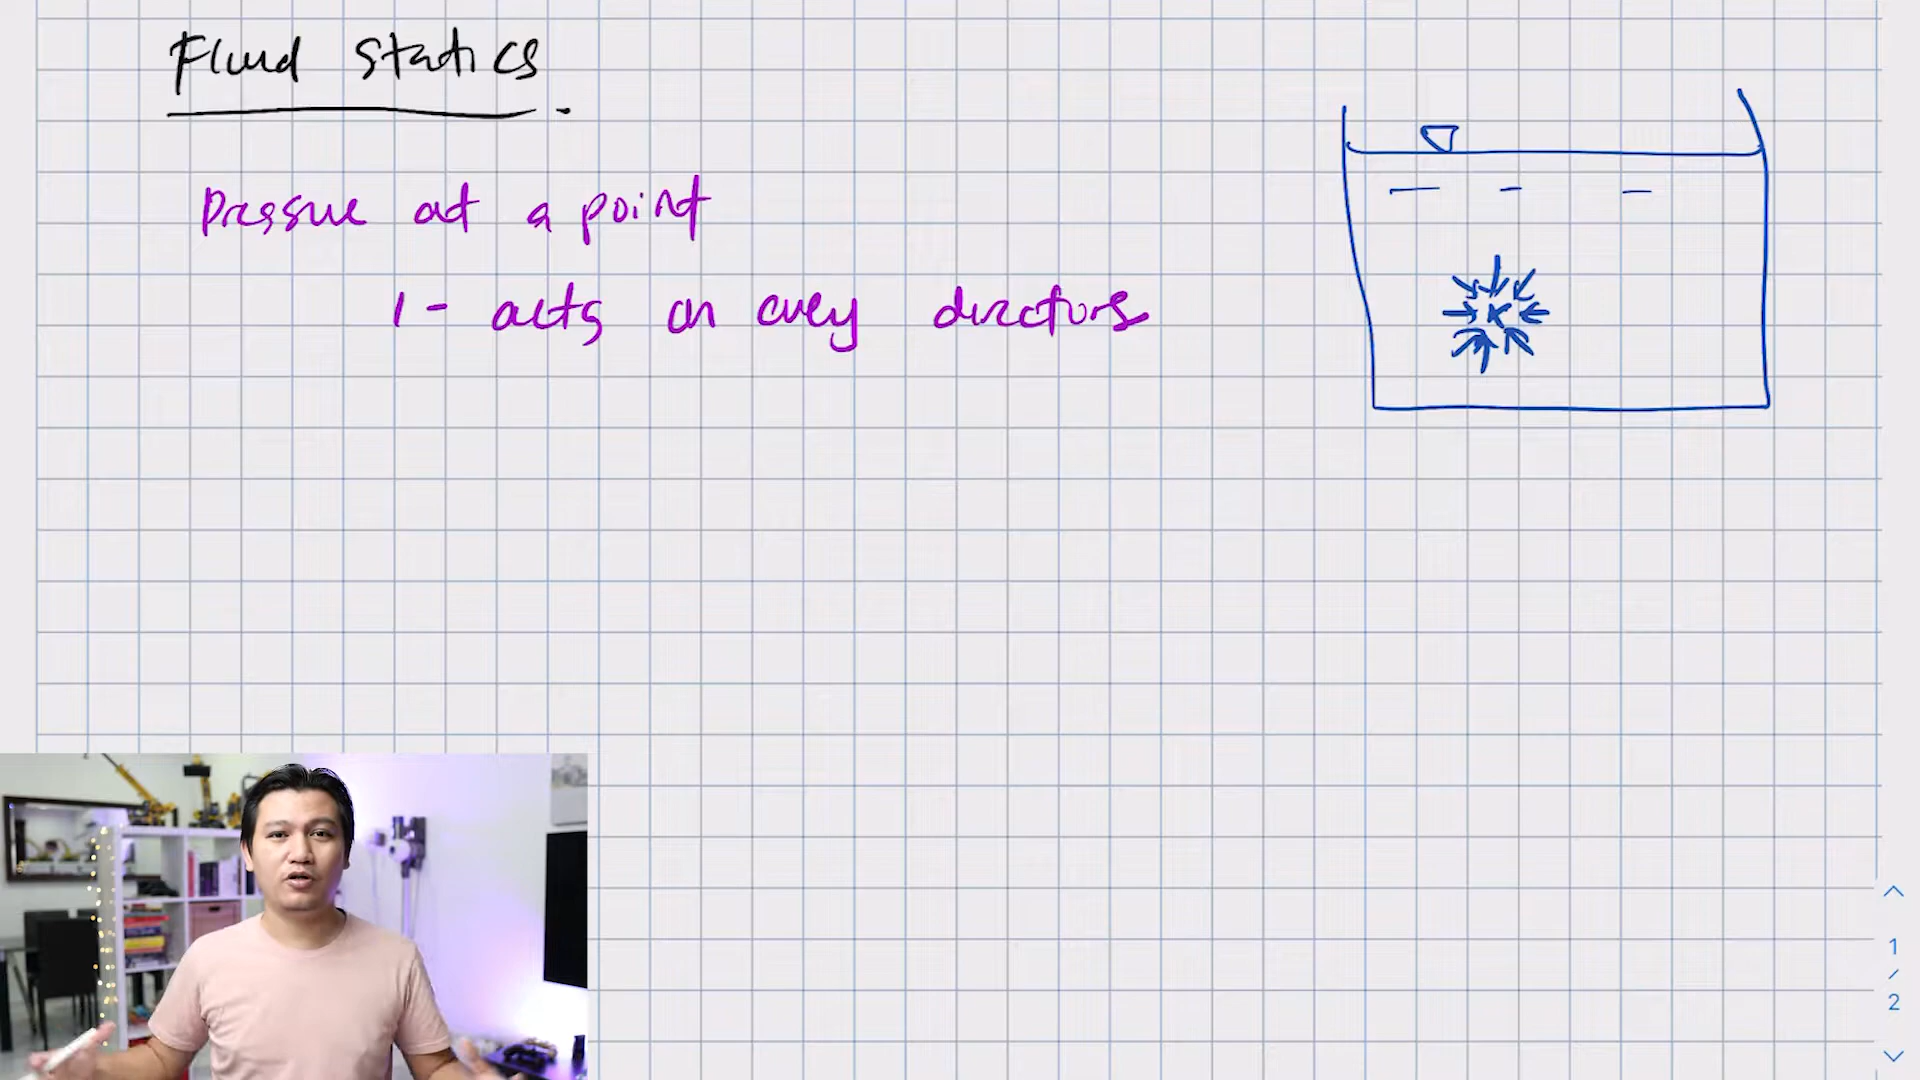 Fluid statics
Pressure at a point
1 - acts on every directions
1
/
2